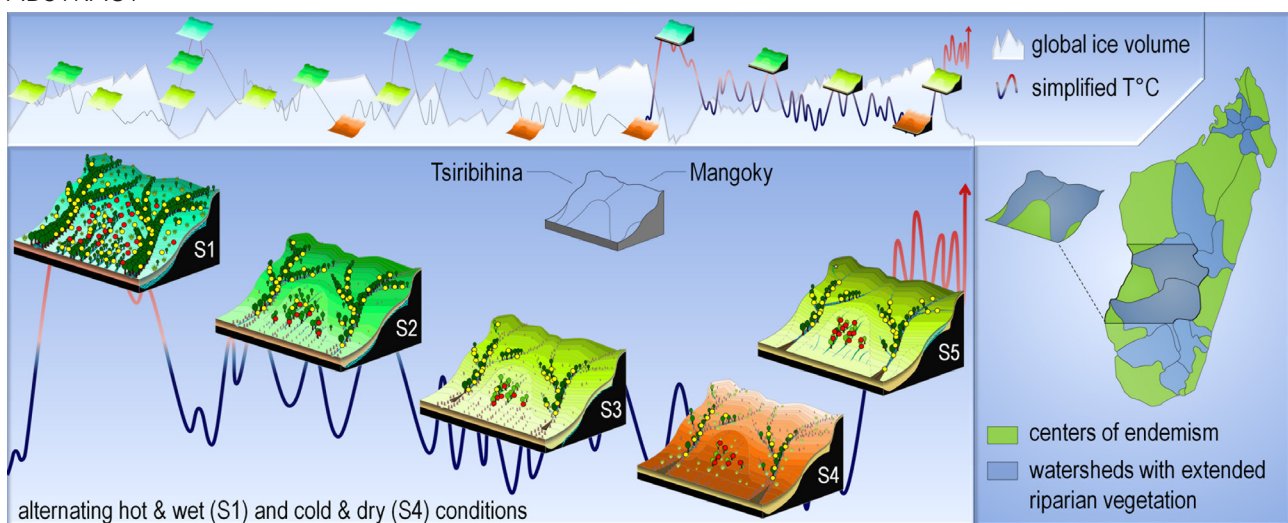 ABSTRACT
global ice volume
simplified T°C
Tsiribihina
Mangoky
S1
S2
S3
S4
S5
alternating hot & wet (S1) and cold & dry (S4) conditions
centers of endemism
watersheds with extended
riparian vegetation